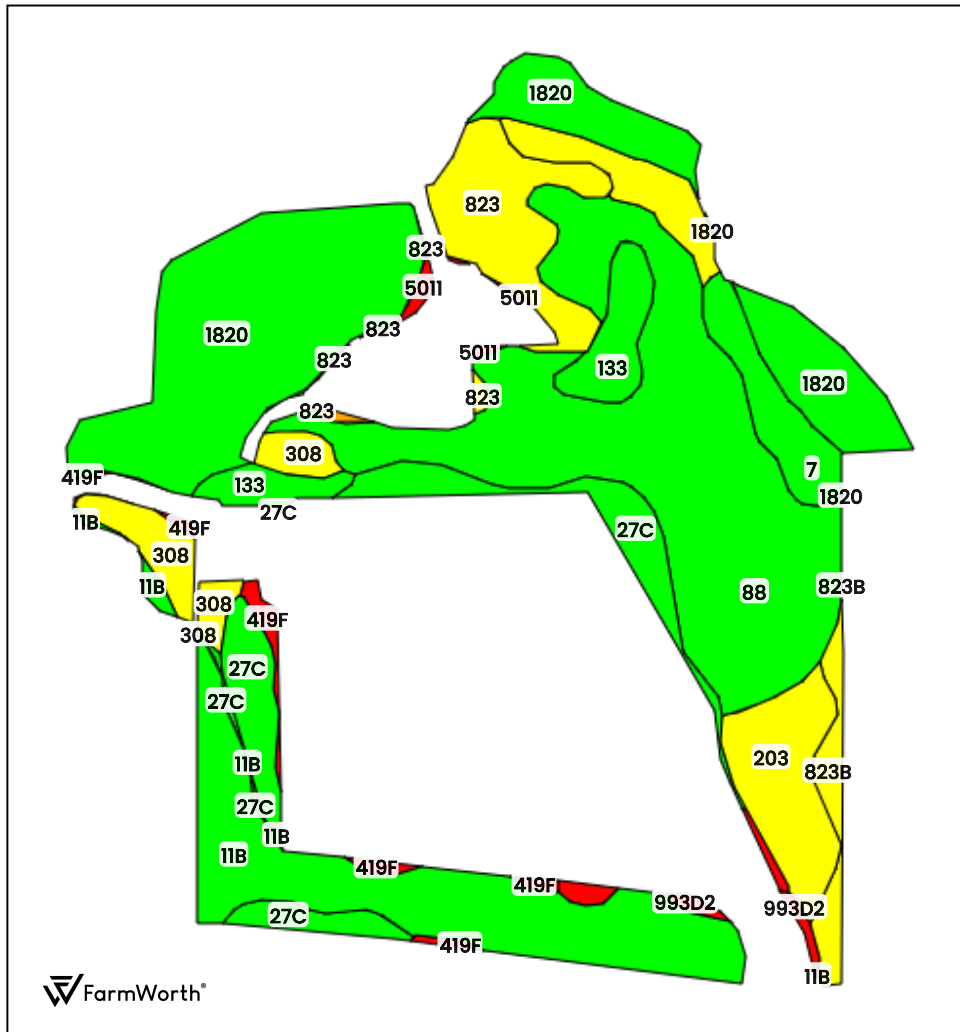 1820
823
1820
823
5011
5011
823
1820
823
5011
133
1820
823
823
308
7
419F
133
1820
27C
11B
419F
27C
308
11B
823B
88
308
419F
308
27C
27C
203
11B
823B
27C
11B
11B
419F
419F
993D2
993D2
27C
419F
11B
FarmWorth®